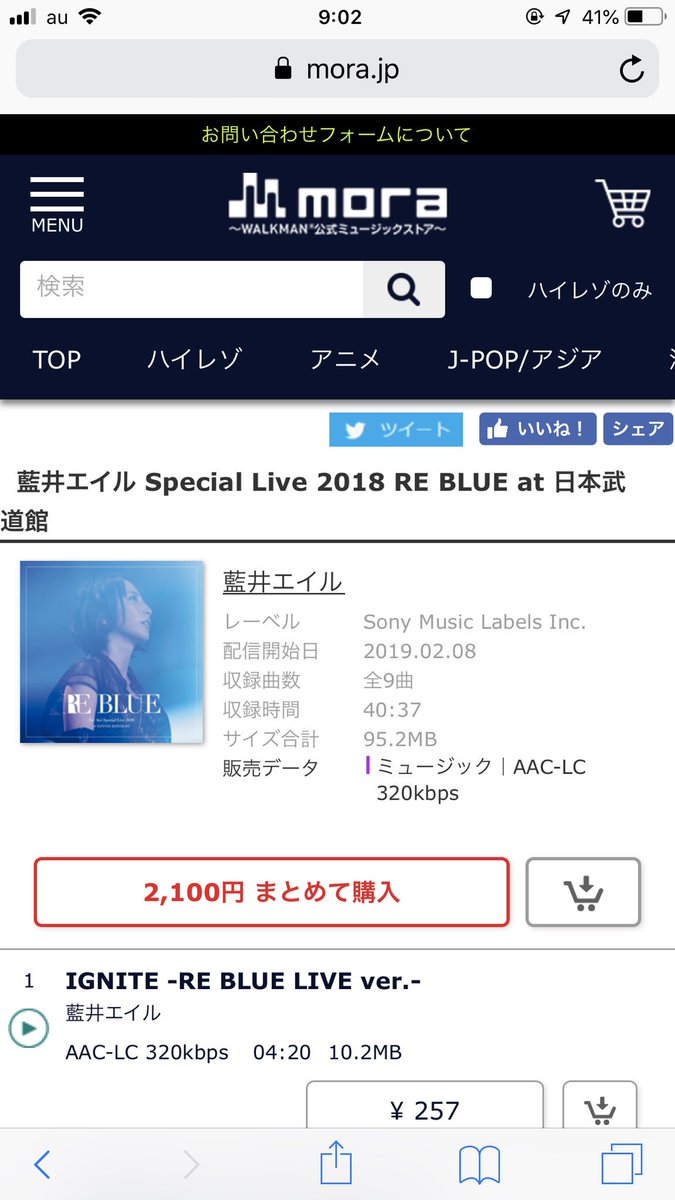 au 9:02 41%
mora.jp
お問い合わせフォームについて
MENU
mora
〜WALKMAN®公式ミュージックストア〜
検索
ハイレゾのみ
TOP ハイレゾ アニメ J-POP/アジア
ツイート いいね! シェア
藍井エイル Special Live 2018 RE BLUE at 日本武
道館
RE BLUE
藍井エイル
レーベル Sony Music Labels Inc.
配信開始日 2019.02.08
収録曲数 全9曲
収録時間 40:37
サイズ合計 95.2MB
販売データ ミュージック|AAC-LC
320kbps
2,100円 まとめて購入
1 IGNITE -RE BLUE LIVE ver.-
藍井エイル
AAC-LC 320kbps 04:20 10.2MB
¥ 257